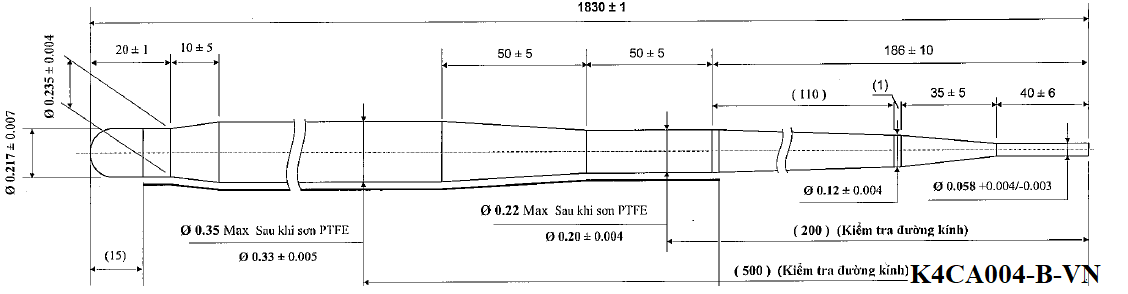 1830 ± 1
20 ± 1
10 ± 5
50 ± 5
50 ± 5
186 ± 10
Ø 0.235 ± 0.004
( 110 )
(1)
35 ± 5
40 ± 6
Ø 0.217 ± 0.007
Ø 0.12 ± 0.004
Ø 0.058 +0.004/-0.003
Ø 0.35 Max Sau khi sơn PTFE
Ø 0.33 ± 0.005
Ø 0.22 Max Sau khi sơn PTFE
Ø 0.20 ± 0.004
( 200 ) (Kiểm tra đường kính)
(15)
( 500 ) (Kiểm tra đường kính)
K4CA004-B-VN